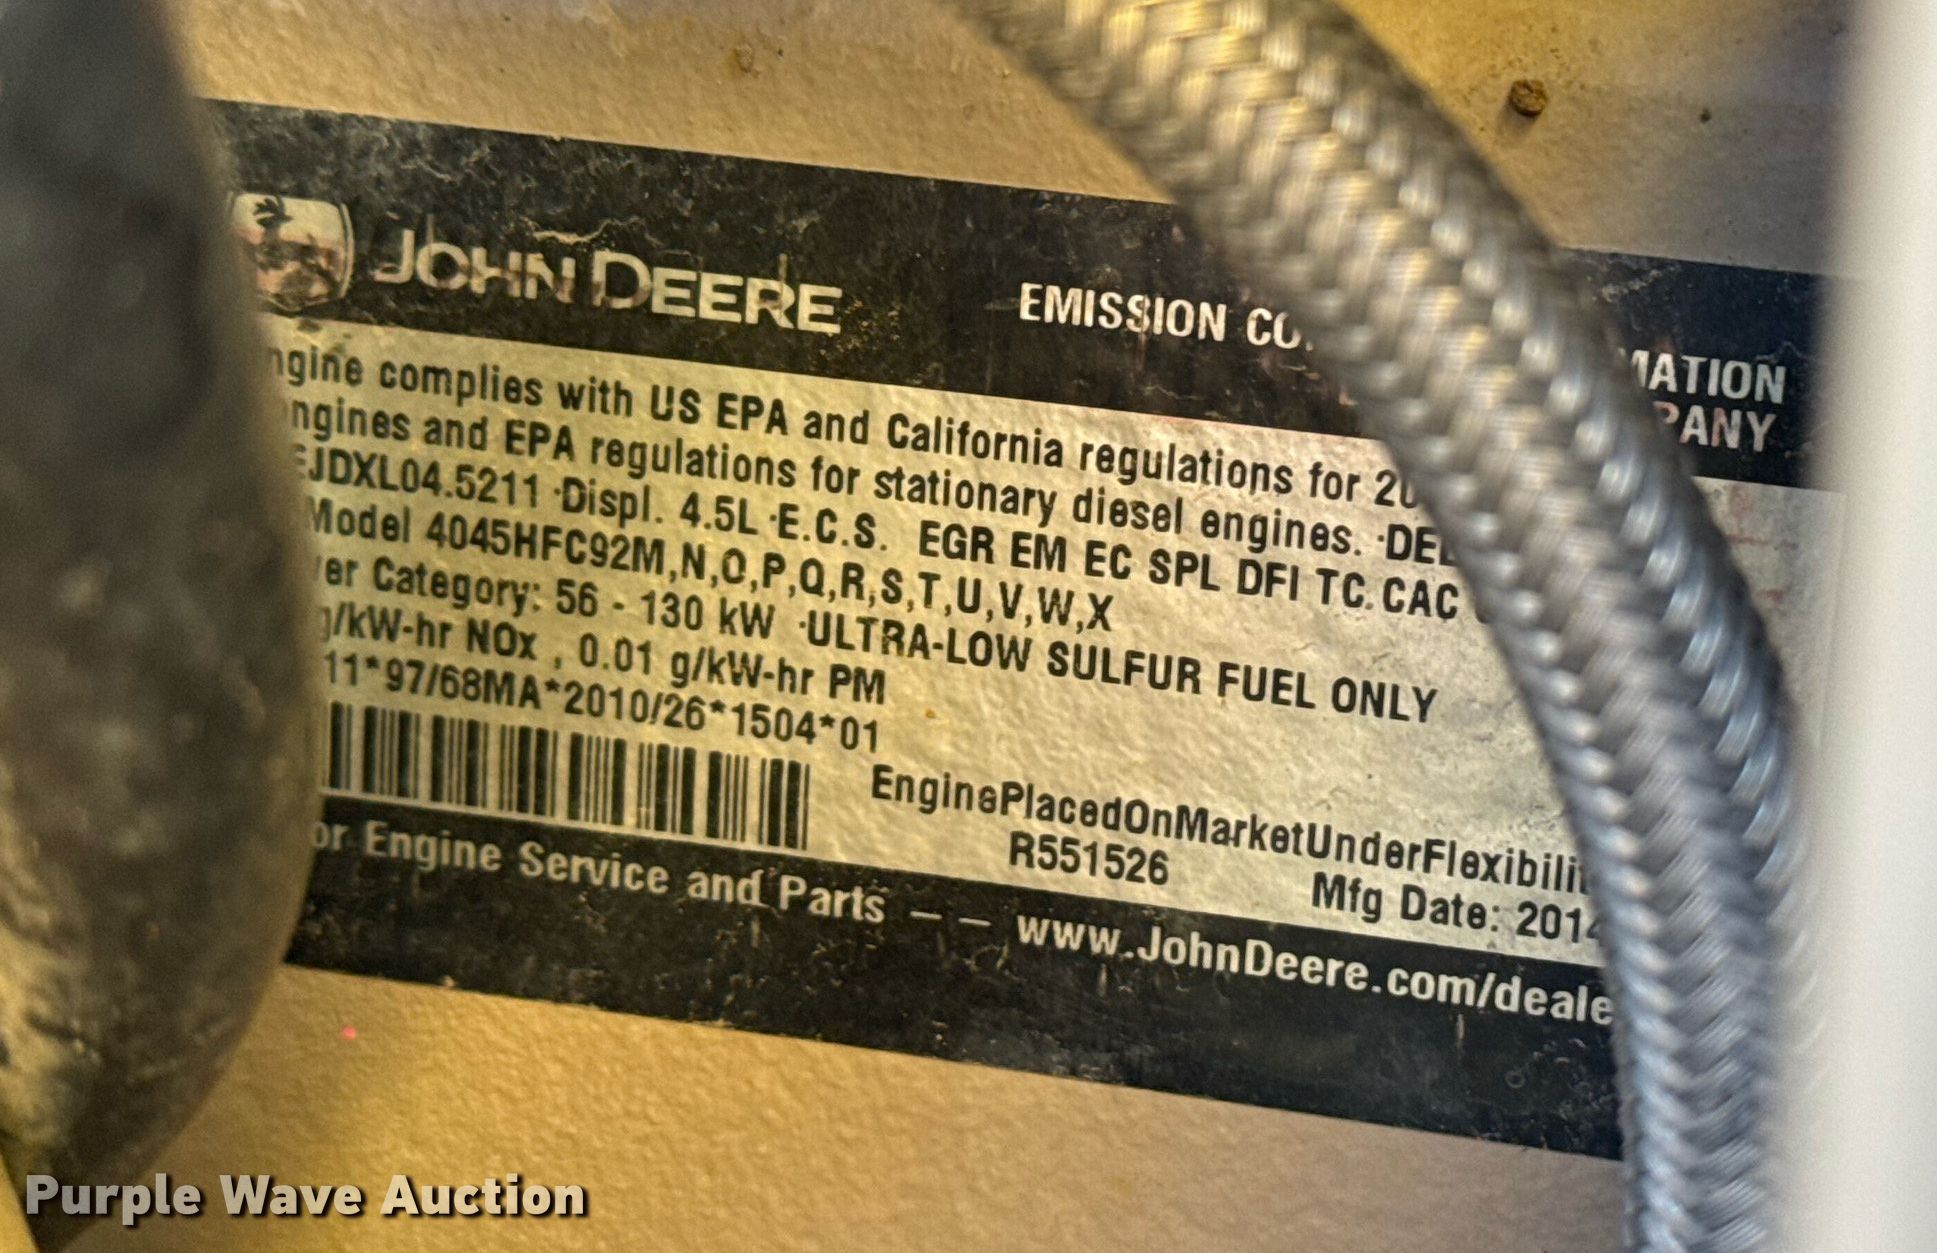 JOHN DEERE
EMISSION CO
MATION
PANY
ngine complies with US EPA and California regulations for 20
ngines and EPA regulations for stationary diesel engines. ·DEL
EJDXL04.5211 ·Displ. 4.5L ·E.C.S. EGR EM EC SPL DFI TC. CAC
Model 4045HFC92M,N,O,P,Q,R,S,T,U,V,W,X
er Category: 56 - 130 kW ·ULTRA-LOW SULFUR FUEL ONLY
g/kW-hr NOx , 0.01 g/kW-hr PM
11*97/68MA*2010/26*1504*01
EnginePlacedOnMarketUnderFlexibilit
R551526
Mfg Date: 2014
or Engine Service and Parts – – www.JohnDeere.com/deale
Purple Wave Auction